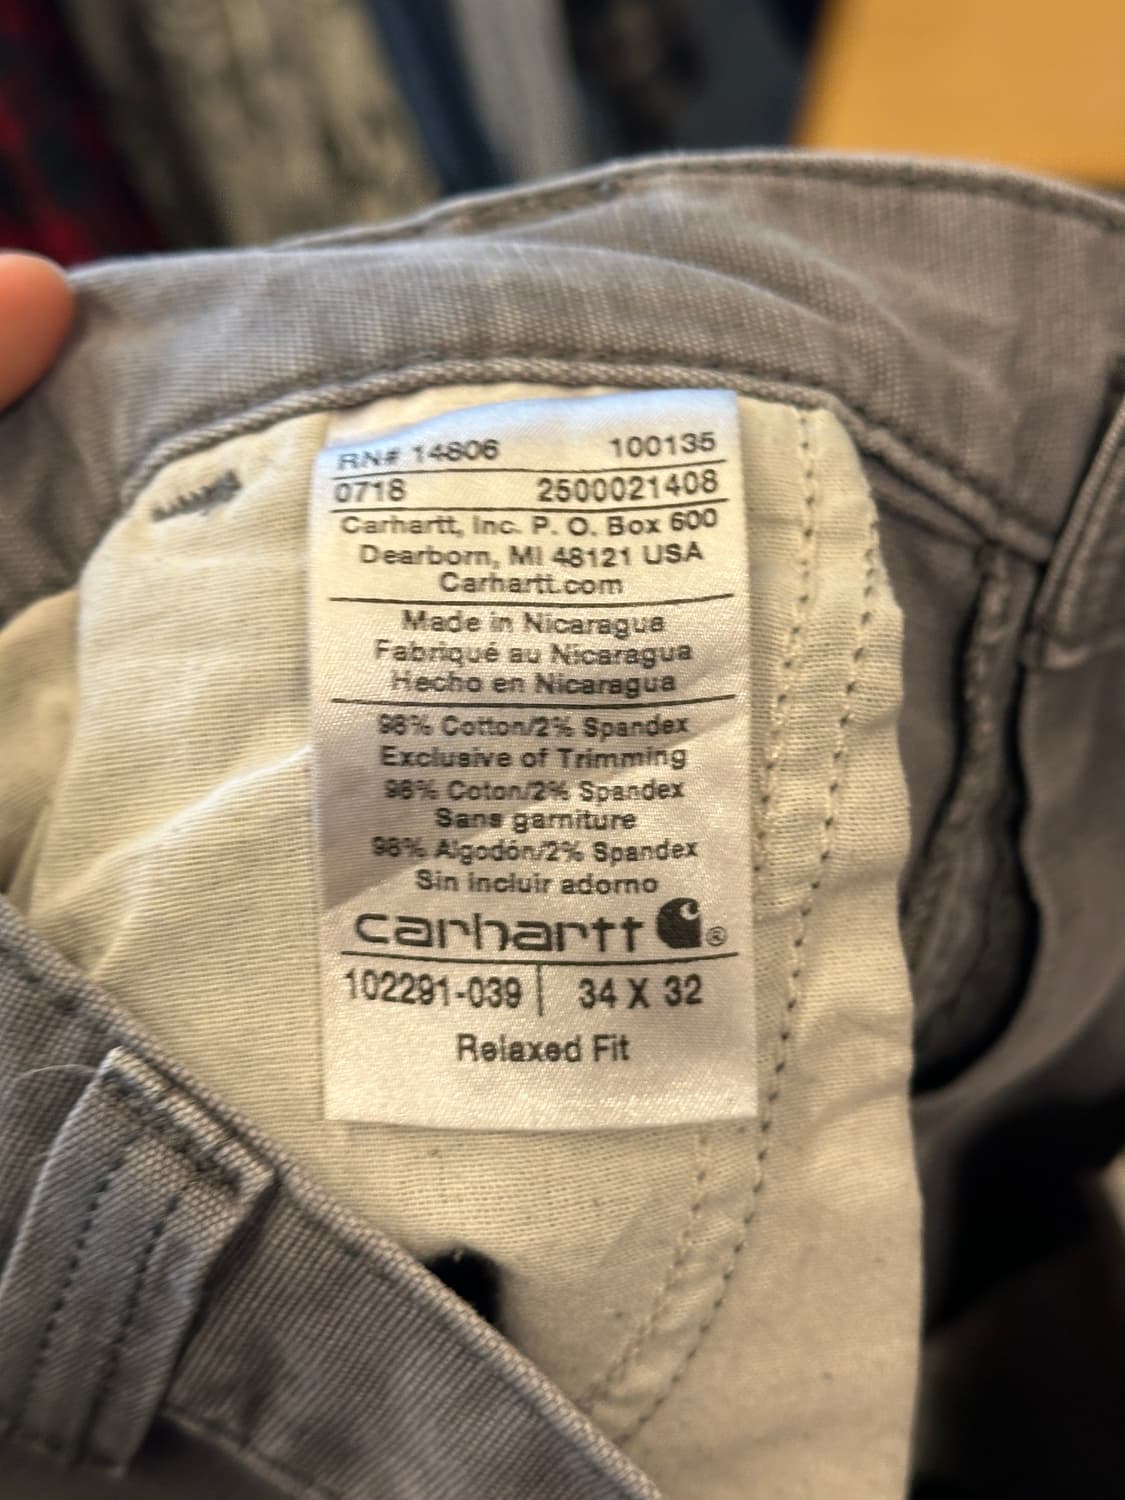 RN# 14806 100135
0718 2500021408
Carhartt, Inc. P. O. Box 600
Dearborn, MI 48121 USA
Carhartt.com
Made in Nicaragua
Fabriqué au Nicaragua
Hecho en Nicaragua
98% Cotton/2% Spandex
Exclusive of Trimming
98% Coton/2% Spandex
Sans garniture
98% Algodón/2% Spandex
Sin incluir adorno
carhartt ®
102291-039 | 34 X 32
Relaxed Fit